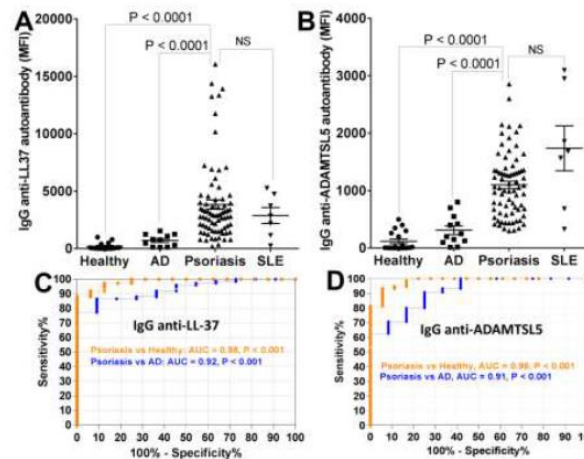 A
IgG anti-LL37 autoantibody (MFI)
20000
15000
10000
5000
0
P < 0.0001
P < 0.0001
NS
Healthy AD Psoriasis SLE
B
IgG anti-ADAMTSL5 autoantibody (MFI)
4000
3000
2000
1000
0
P < 0.0001
P < 0.0001
NS
Healthy AD Psoriasis SLE
C
Sensitivity%
100
90
80
70
60
50
40
30
20
10
0
IgG anti-LL-37
Psoriasis vs Healthy: AUC = 0.98, P < 0.001
Psoriasis vs AD: AUC = 0.92, P < 0.001
0 10 20 30 40 50 60 70 80 90 100
100% - Specificity%
D
Sensitivity%
100
90
80
70
60
50
40
30
20
10
0
IgG anti-ADAMTSL5
Psoriasis vs Healthy, AUC = 0.98, P < 0.001
Psoriasis vs AD, AUC = 0.91, P < 0.001
0 10 20 30 40 50 60 70 80 90 100
100% - Specificity%